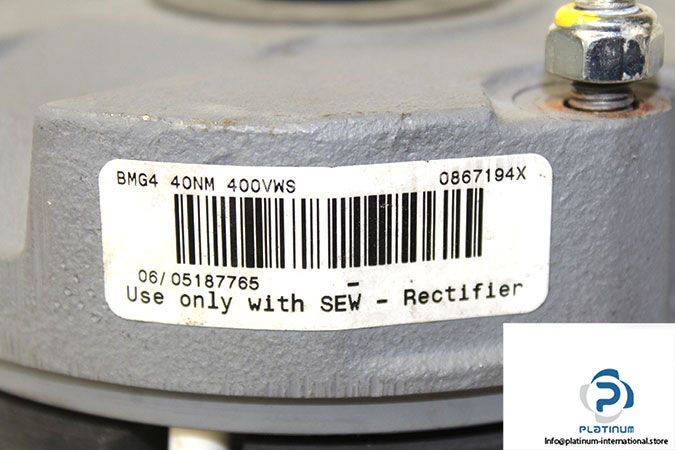 BMG4 40NM 400VWS 0867194X
06/05187765 -
Use only with SEW - Rectifier
PLATINUM
Info@platinum-international.store